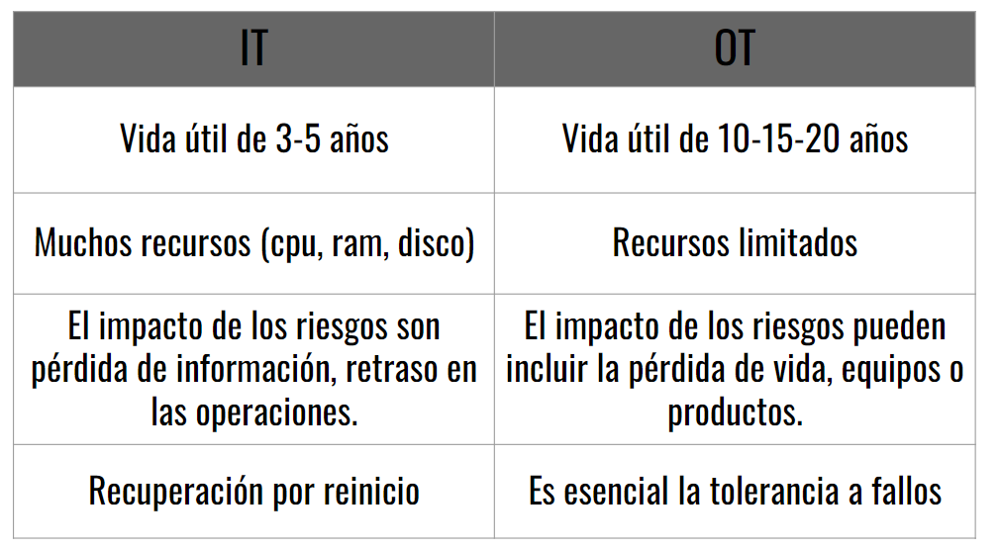 IT
OT
Vida útil de 3-5 años
Vida útil de 10-15-20 años
Muchos recursos (cpu, ram, disco)
Recursos limitados
El impacto de los riesgos son
pérdida de información, retraso en
las operaciones.
El impacto de los riesgos pueden
incluir la pérdida de vida, equipos o
productos.
Recuperación por reinicio
Es esencial la tolerancia a fallos